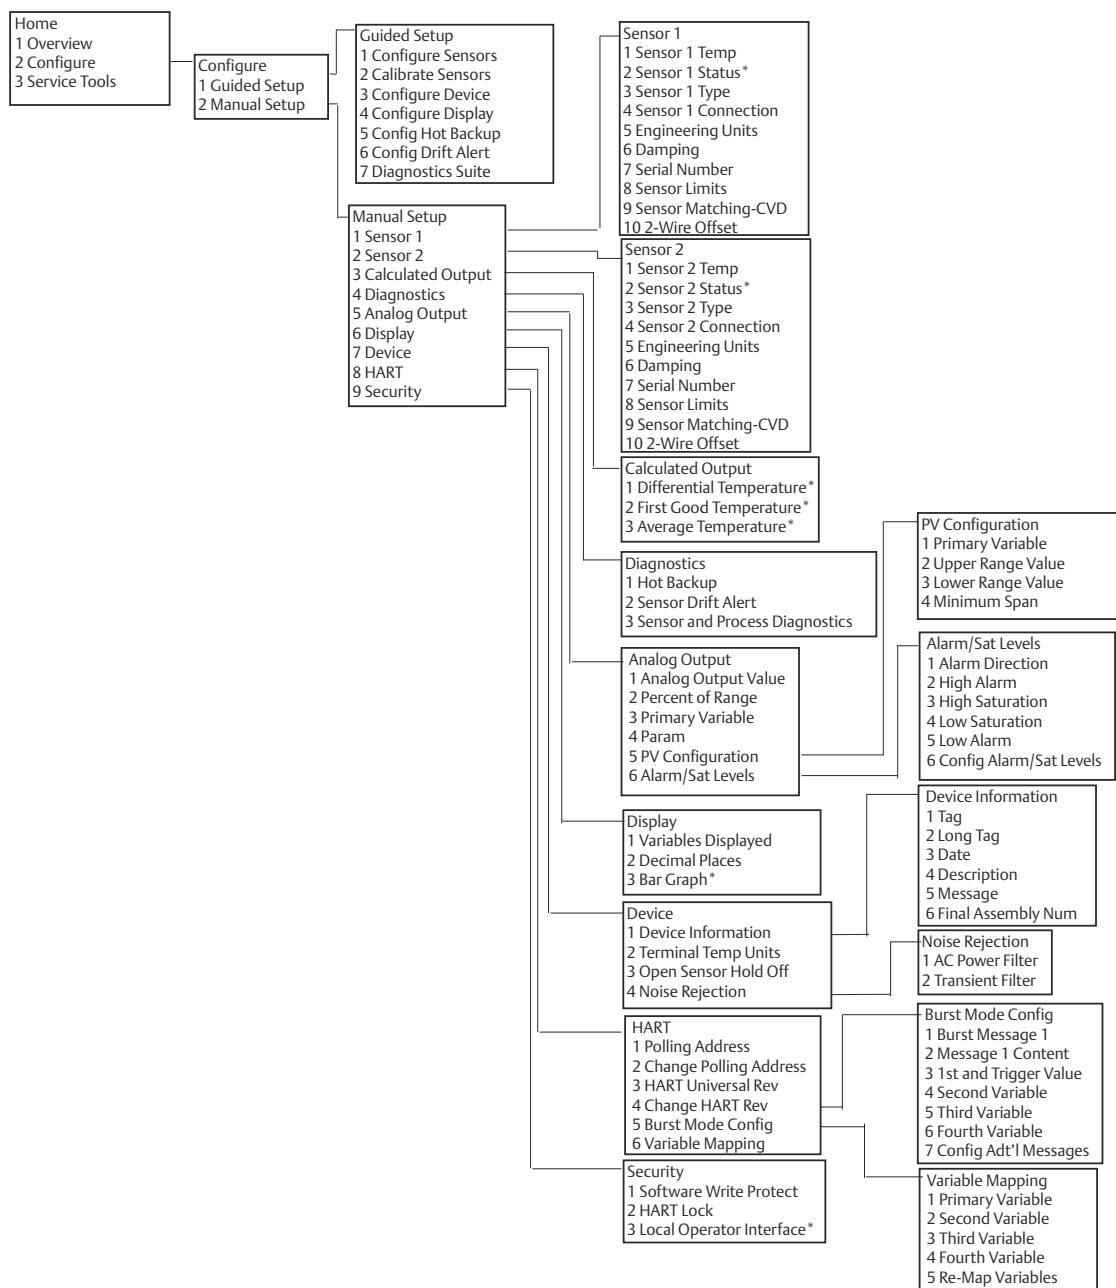 Home
1 Overview
2 Configure
3 Service Tools
Configure
1 Guided Setup
2 Manual Setup
Guided Setup
1 Configure Sensors
2 Calibrate Sensors
3 Configure Device
4 Configure Display
5 Config Hot Backup
6 Config Drift Alert
7 Diagnostics Suite
Manual Setup
1 Sensor 1
2 Sensor 2
3 Calculated Output
4 Diagnostics
5 Analog Output
6 Display
7 Device
8 HART
9 Security
Sensor 1
1 Sensor 1 Temp
2 Sensor 1 Status*
3 Sensor 1 Type
4 Sensor 1 Connection
5 Engineering Units
6 Damping
7 Serial Number
8 Sensor Limits
9 Sensor Matching-CVD
10 2-Wire Offset
Sensor 2
1 Sensor 2 Temp
2 Sensor 2 Status*
3 Sensor 2 Type
4 Sensor 2 Connection
5 Engineering Units
6 Damping
7 Serial Number
8 Sensor Limits
9 Sensor Matching-CVD
10 2-Wire Offset
Calculated Output
1 Differential Temperature*
2 First Good Temperature*
3 Average Temperature*
Diagnostics
1 Hot Backup
2 Sensor Drift Alert
3 Sensor and Process Diagnostics
Analog Output
1 Analog Output Value
2 Percent of Range
3 Primary Variable
4 Param
5 PV Configuration
6 Alarm/Sat Levels
PV Configuration
1 Primary Variable
2 Upper Range Value
3 Lower Range Value
4 Minimum Span
Alarm/Sat Levels
1 Alarm Direction
2 High Alarm
3 High Saturation
4 Low Saturation
5 Low Alarm
6 Config Alarm/Sat Levels
Display
1 Variables Displayed
2 Decimal Places
3 Bar Graph*
Device
1 Device Information
2 Terminal Temp Units
3 Open Sensor Hold Off
4 Noise Rejection
Device Information
1 Tag
2 Long Tag
3 Date
4 Description
5 Message
6 Final Assembly Num
Noise Rejection
1 AC Power Filter
2 Transient Filter
HART
1 Polling Address
2 Change Polling Address
3 HART Universal Rev
4 Change HART Rev
5 Burst Mode Config
6 Variable Mapping
Burst Mode Config
1 Burst Message 1
2 Message 1 Content
3 1st and Trigger Value
4 Second Variable
5 Third Variable
6 Fourth Variable
7 Config Adt'l Messages
Variable Mapping
1 Primary Variable
2 Second Variable
3 Third Variable
4 Fourth Variable
5 Re-Map Variables
Security
1 Software Write Protect
2 HART Lock
3 Local Operator Interface*